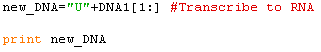 new_DNA="U"+DNA1[1:] #Transcribe to RNA
print new_DNA